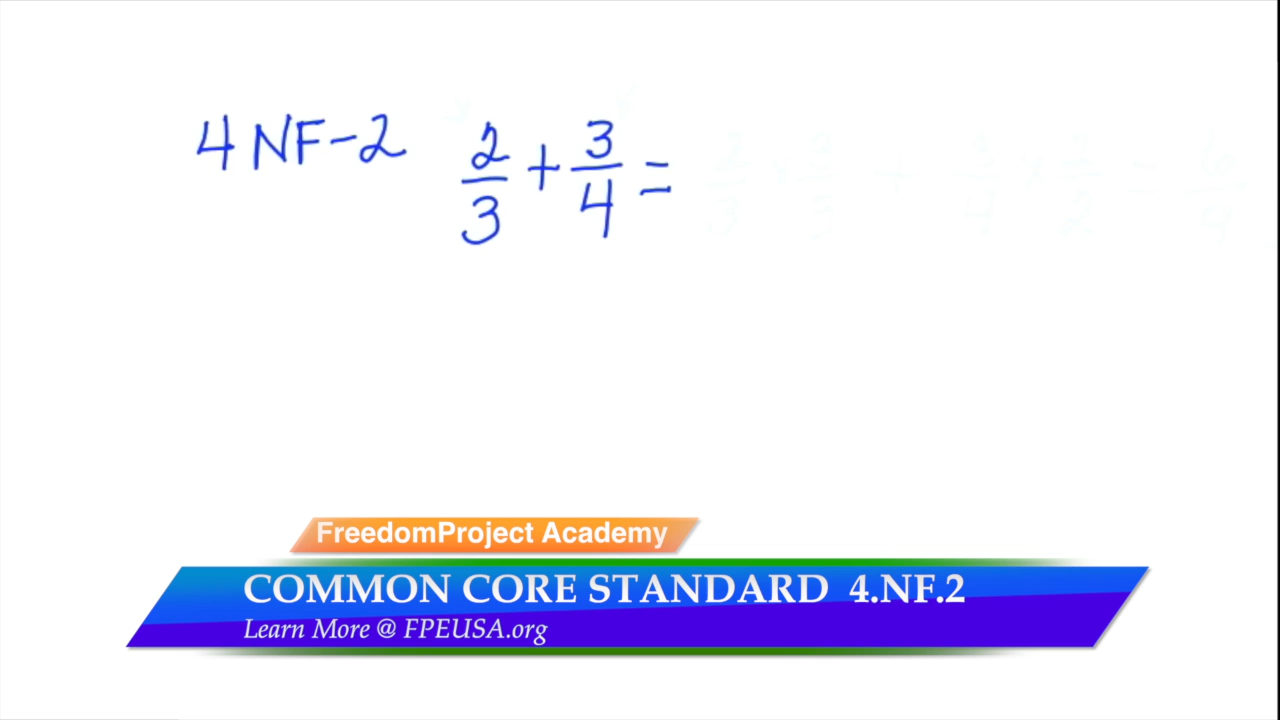 4NF-2 2/3 + 3/4 =
FreedomProject Academy
COMMON CORE STANDARD 4.NF.2
Learn More @ FPEUSA.org